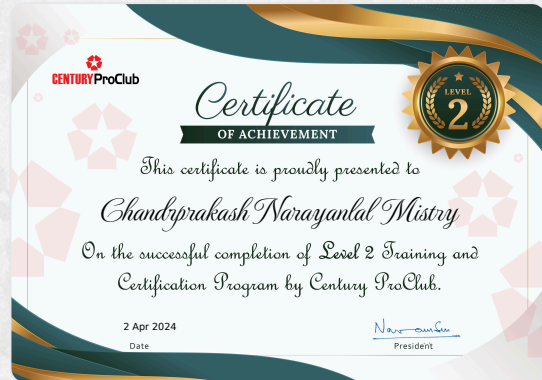 CENTURY ProClub
LEVEL
2
Certificate
OF ACHIEVEMENT
This certificate is proudly presented to
Chandrprakash Narayanlal Mistry
On the successful completion of Level 2 Training and
Certification Program by Century ProClub.
2 Apr 2024
Date
President